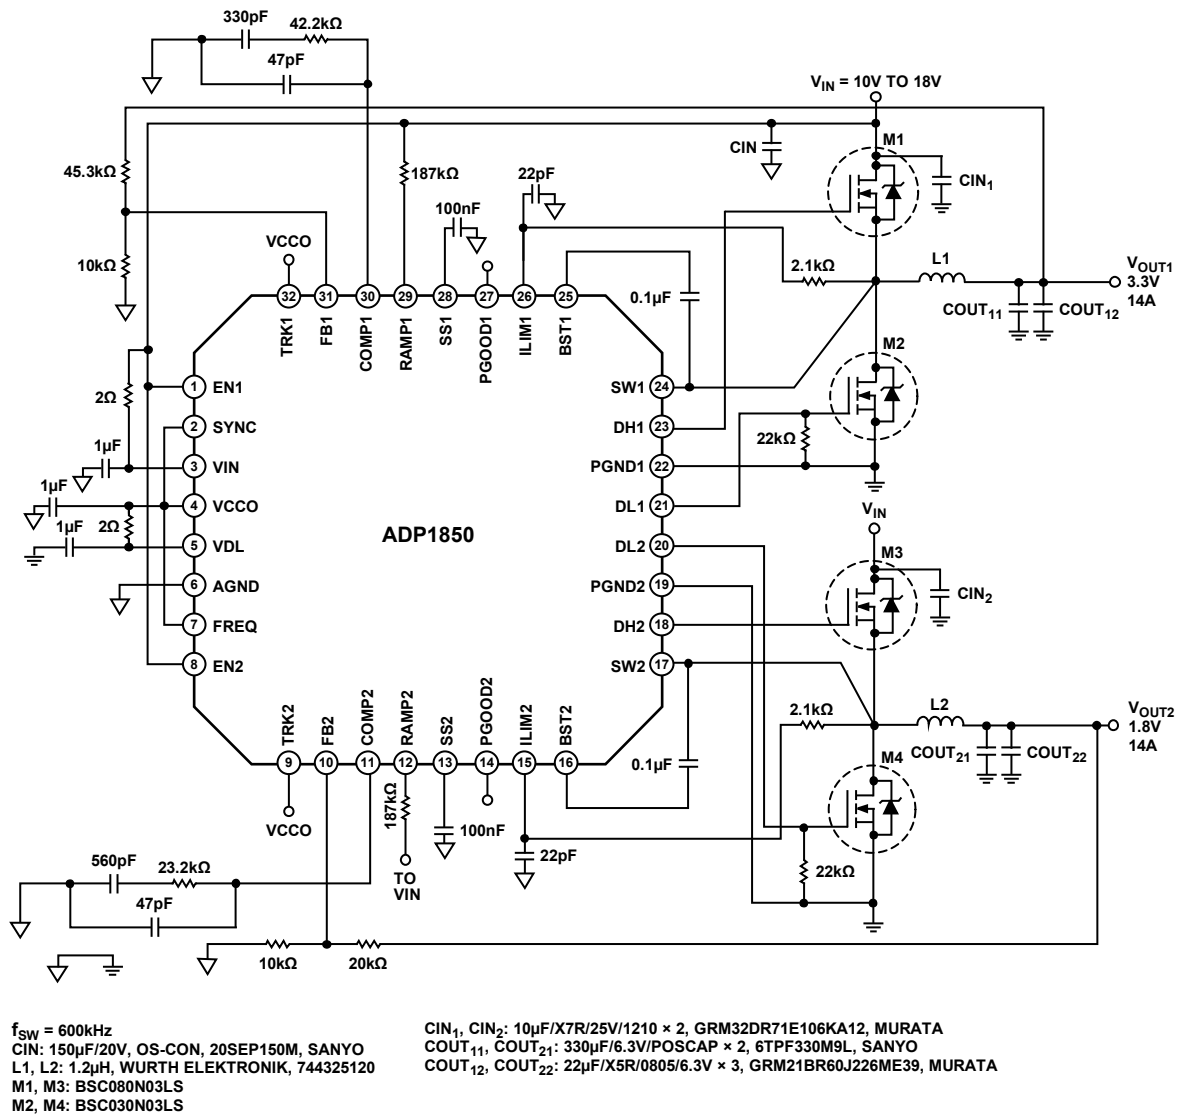 330pF
42.2kΩ
47pF
VIN = 10V TO 18V
M1
CIN
CIN1
45.3kΩ
187kΩ
22pF
100nF
VCCO
10kΩ
2.1kΩ
L1
VOUT1
3.3V
14A
0.1µF
COUT11
COUT12
32
31
30
29
28
27
26
25
TRK1
FB1
COMP1
RAMP1
SS1
PGOOD1
ILIM1
BST1
M2
2Ω
1 EN1
SW1 24
2 SYNC
DH1 23
22kΩ
1µF
3 VIN
PGND1 22
1µF
4 VCCO
DL1 21
VIN
1µF
2Ω
ADP1850
5 VDL
DL2 20
M3
6 AGND
PGND2 19
CIN2
7 FREQ
DH2 18
8 EN2
SW2 17
TRK2
FB2
COMP2
RAMP2
SS2
PGOOD2
ILIM2
BST2
2.1kΩ
L2
VOUT2
1.8V
14A
COUT21
COUT22
9
10
11
12
13
14
15
16
0.1µF
M4
187kΩ
VCCO
100nF
22pF
560pF
23.2kΩ
TO
VIN
22kΩ
47pF
10kΩ
20kΩ
fSW = 600kHz
CIN: 150µF/20V, OS-CON, 20SEP150M, SANYO
L1, L2: 1.2µH, WURTH ELEKTRONIK, 744325120
M1, M3: BSC080N03LS
M2, M4: BSC030N03LS
CIN1, CIN2: 10µF/X7R/25V/1210 × 2, GRM32DR71E106KA12, MURATA
COUT11, COUT21: 330µF/6.3V/POSCAP × 2, 6TPF330M9L, SANYO
COUT12, COUT22: 22µF/X5R/0805/6.3V × 3, GRM21BR60J226ME39, MURATA